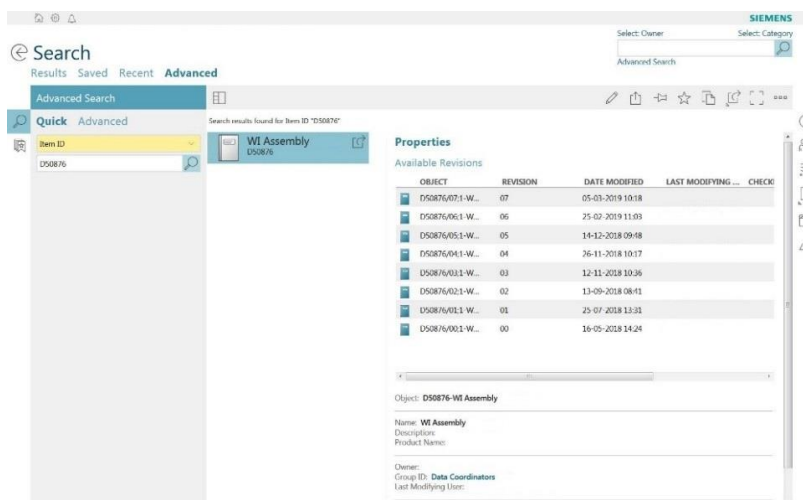 SIEMENS
Select: Owner Select: Category
Search
Advanced Search
Results Saved Recent Advanced
Advanced Search
Quick Advanced
Search results found for Item ID "D50876"
Item ID
WI Assembly
D50876
D50876
Properties
Available Revisions
OBJECT REVISION DATE MODIFIED LAST MODIFYING ... CHECK
D50876/07;1-W... 07 05-03-2019 10:18
D50876/06;1-W... 06 25-02-2019 11:03
D50876/05;1-W... 05 14-12-2018 09:48
D50876/04;1-W... 04 26-11-2018 10:17
D50876/03;1-W... 03 12-11-2018 10:36
D50876/02;1-W... 02 13-09-2018 08:41
D50876/01;1-W... 01 25-07-2018 13:31
D50876/00;1-W... 00 16-05-2018 14:24
Object: D50876-WI Assembly
Name: WI Assembly
Description:
Product Name:
Owner:
Group ID: Data Coordinators
Last Modifying User: